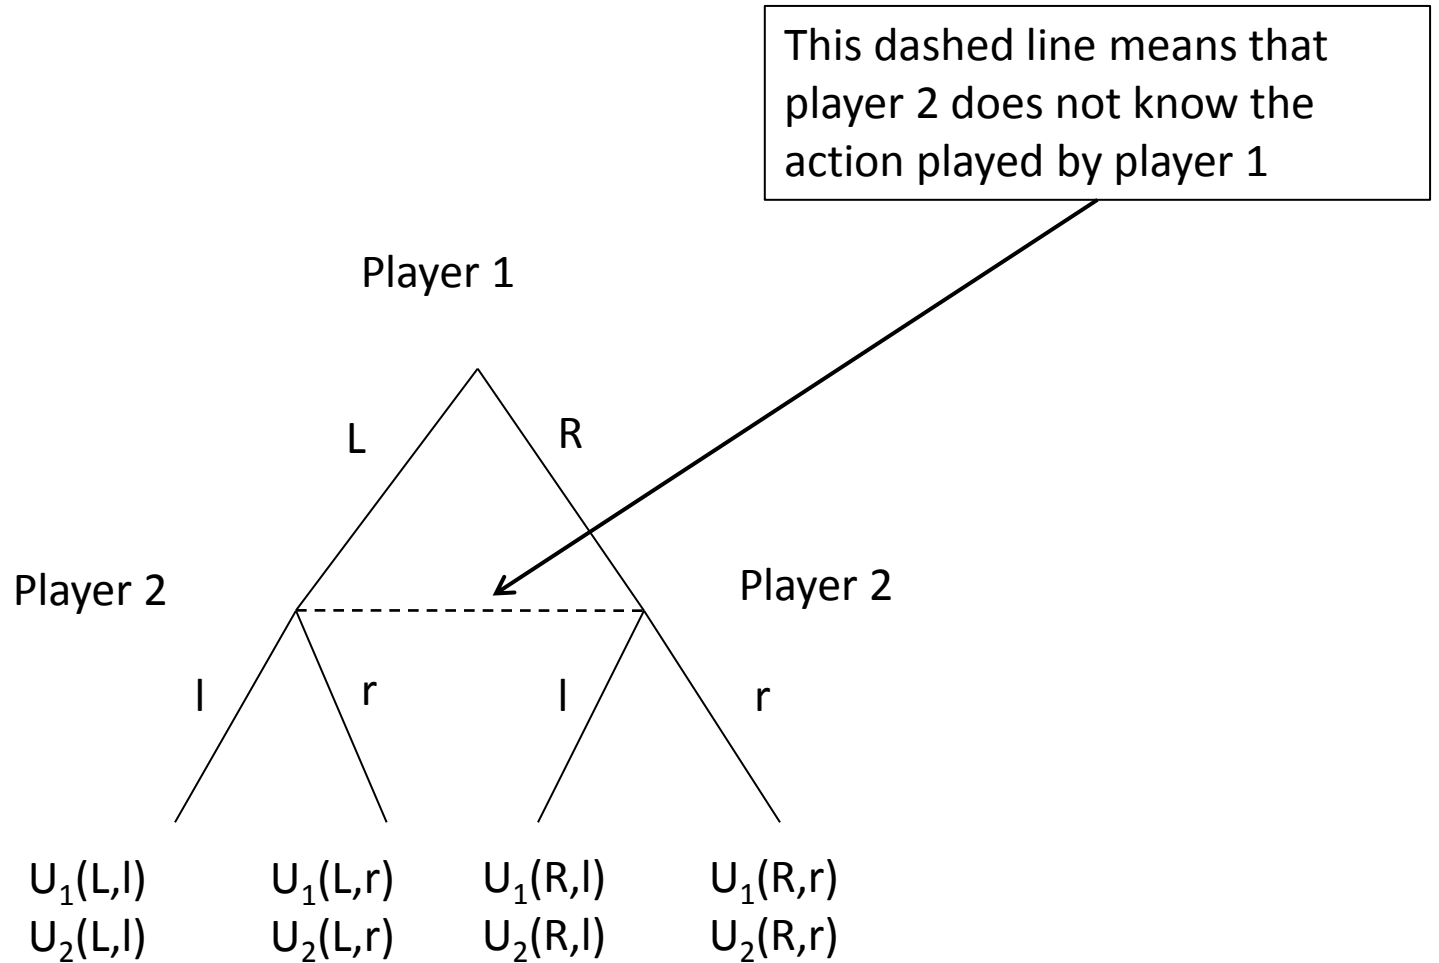 This dashed line means that
player 2 does not know the
action played by player 1
Player 1
L
R
Player 2
Player 2
l
r
l
r
U₁(L,l)
U₁(L,r)
U₁(R,l)
U₁(R,r)
U₂(L,l)
U₂(L,r)
U₂(R,l)
U₂(R,r)